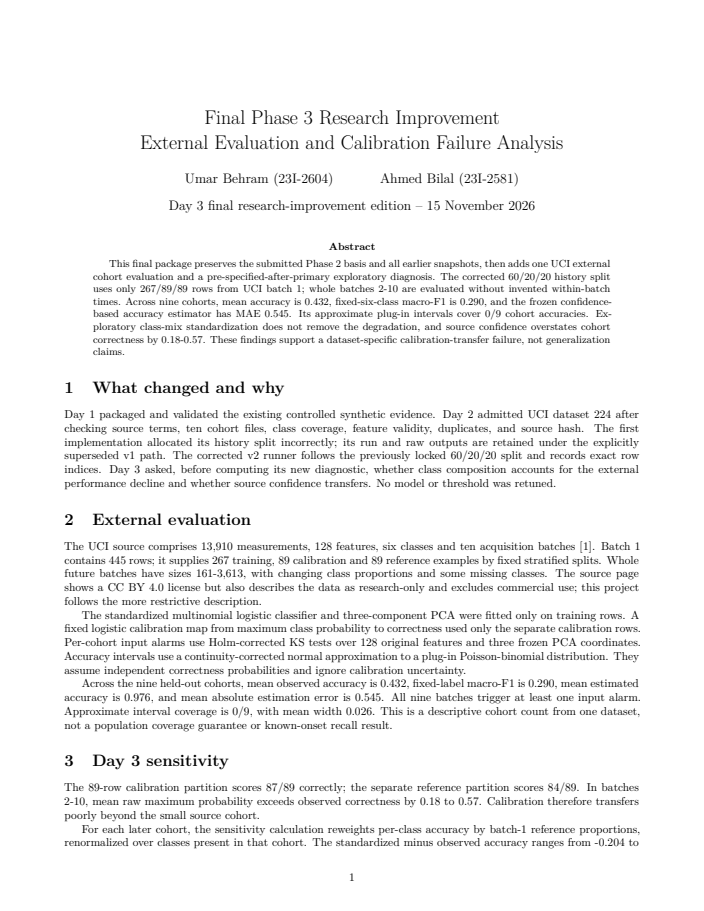 Final Phase 3 Research Improvement
External Evaluation and Calibration Failure Analysis
Umar Behram (23I-2604) Ahmed Bilal (23I-2581)
Day 3 final research-improvement edition – 15 November 2026
Abstract
This final package preserves the submitted Phase 2 basis and all earlier snapshots, then adds one UCI external
cohort evaluation and a pre-specified-after-primary exploratory diagnosis. The corrected 60/20/20 history split
uses only 267/89/89 rows from UCI batch 1; whole batches 2-10 are evaluated without invented within-batch
times. Across nine cohorts, mean accuracy is 0.432, fixed-six-class macro-F1 is 0.290, and the frozen confidence-
based accuracy estimator has MAE 0.545. Its approximate plug-in intervals cover 0/9 cohort accuracies. Ex-
ploratory class-mix standardization does not remove the degradation, and source confidence overstates cohort
correctness by 0.18-0.57. These findings support a dataset-specific calibration-transfer failure, not generalization
claims.
1 What changed and why
Day 1 packaged and validated the existing controlled synthetic evidence. Day 2 admitted UCI dataset 224 after
checking source terms, ten cohort files, class coverage, feature validity, duplicates, and source hash. The first
implementation allocated its history split incorrectly; its run and raw outputs are retained under the explicitly
superseded v1 path. The corrected v2 runner follows the previously locked 60/20/20 split and records exact row
indices. Day 3 asked, before computing its new diagnostic, whether class composition accounts for the external
performance decline and whether source confidence transfers. No model or threshold was retuned.
2 External evaluation
The UCI source comprises 13,910 measurements, 128 features, six classes and ten acquisition batches [1]. Batch 1
contains 445 rows; it supplies 267 training, 89 calibration and 89 reference examples by fixed stratified splits. Whole
future batches have sizes 161-3,613, with changing class proportions and some missing classes. The source page
shows a CC BY 4.0 license but also describes the data as research-only and excludes commercial use; this project
follows the more restrictive description.
The standardized multinomial logistic classifier and three-component PCA were fitted only on training rows. A
fixed logistic calibration map from maximum class probability to correctness used only the separate calibration rows.
Per-cohort input alarms use Holm-corrected KS tests over 128 original features and three frozen PCA coordinates.
Accuracy intervals use a continuity-corrected normal approximation to a plug-in Poisson-binomial distribution. They
assume independent correctness probabilities and ignore calibration uncertainty.
Across the nine held-out cohorts, mean observed accuracy is 0.432, fixed-label macro-F1 is 0.290, mean estimated
accuracy is 0.976, and mean absolute estimation error is 0.545. All nine batches trigger at least one input alarm.
Approximate interval coverage is 0/9, with mean width 0.026. This is a descriptive cohort count from one dataset,
not a population coverage guarantee or known-onset recall result.
3 Day 3 sensitivity
The 89-row calibration partition scores 87/89 correctly; the separate reference partition scores 84/89. In batches
2-10, mean raw maximum probability exceeds observed correctness by 0.18 to 0.57. Calibration therefore transfers
poorly beyond the small source cohort.
For each later cohort, the sensitivity calculation reweights per-class accuracy by batch-1 reference proportions,
renormalized over classes present in that cohort. The standardized minus observed accuracy ranges from -0.204 to
1